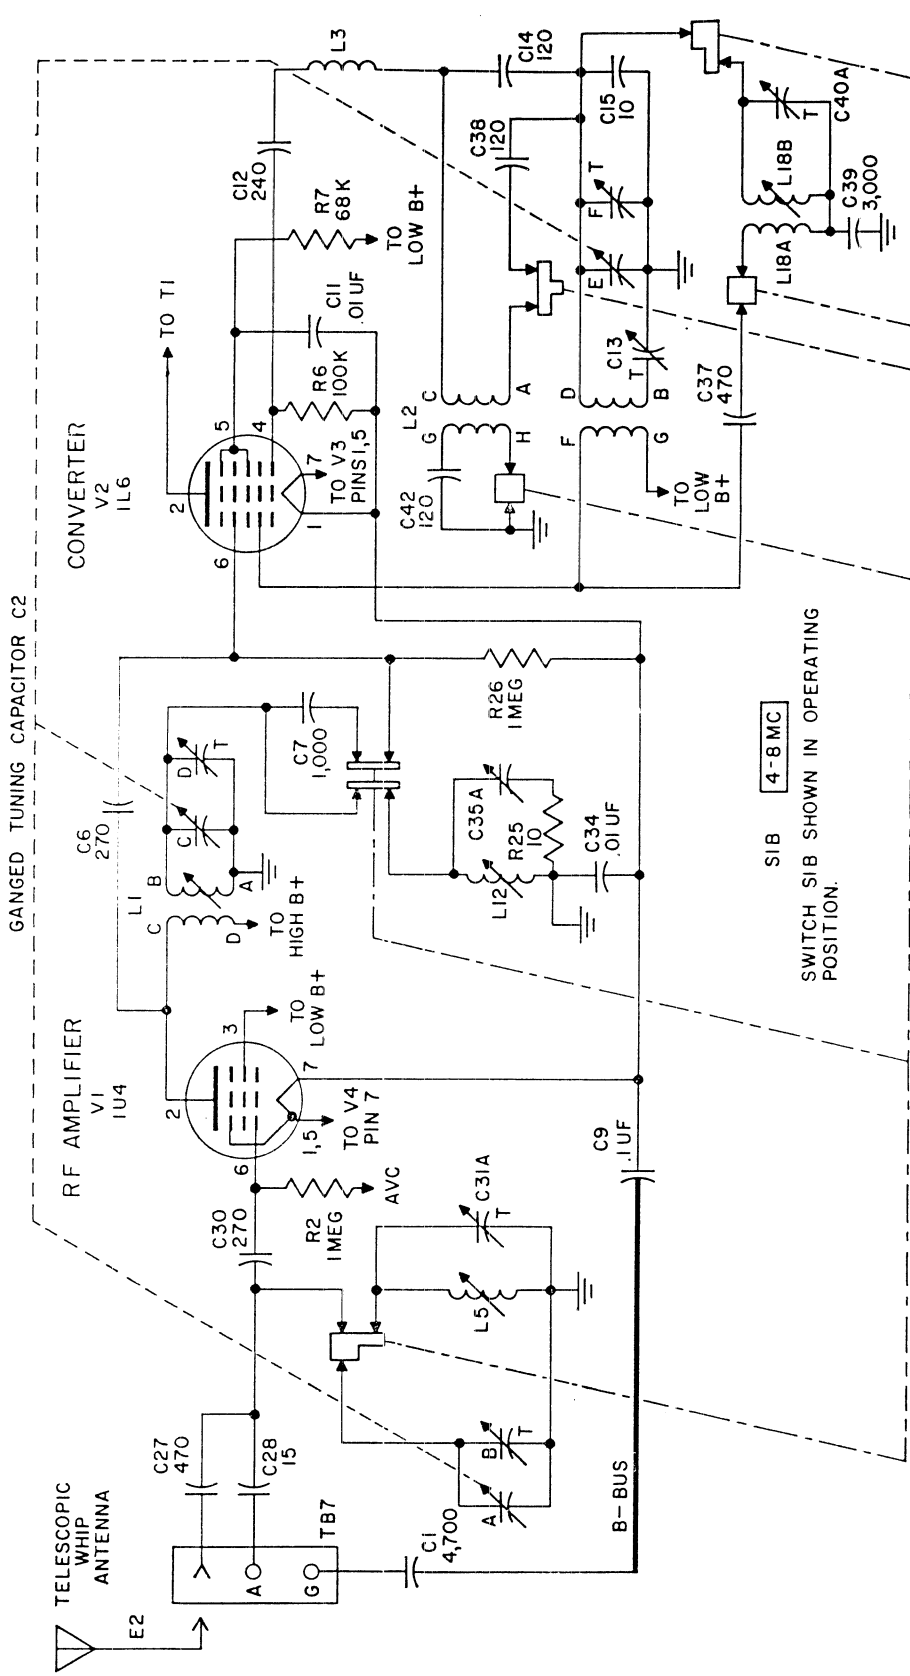 GANGED TUNING CAPACITOR C2
TELESCOPIC
WHIP
ANTENNA
E2
A
G
TB7
C27
470
C28
15
C1
4,700
B- BUS
A
B
T
L5
C31A
T
C30
270
R2
1MEG
AVC
RF AMPLIFIER
V1
1U4
2
3
6
1,5
7
TO V4
PIN 7
TO
LOW B+
C9
.1UF
C6
270
L1
C
D
B
A
TO
HIGH B+
C
D
T
C7
1,000
L12
C35A
R25
10
C34
.01UF
R26
1MEG
CONVERTER
V2
1L6
2
5
4
6
7
1
TO T1
TO V3
PINS1,5
R6
100K
C11
.01UF
R7
68K
TO
LOW B+
C12
240
L3
C42
120
G
H
L2
C
A
C38
120
C14
120
C15
10
F
G
D
B
TO
LOW
B+
C13
T
E
F
T
C37
470
L18A
L18B
C39
3,000
T
C40A
S1B
4-8MC
SWITCH S1B SHOWN IN OPERATING
POSITION.